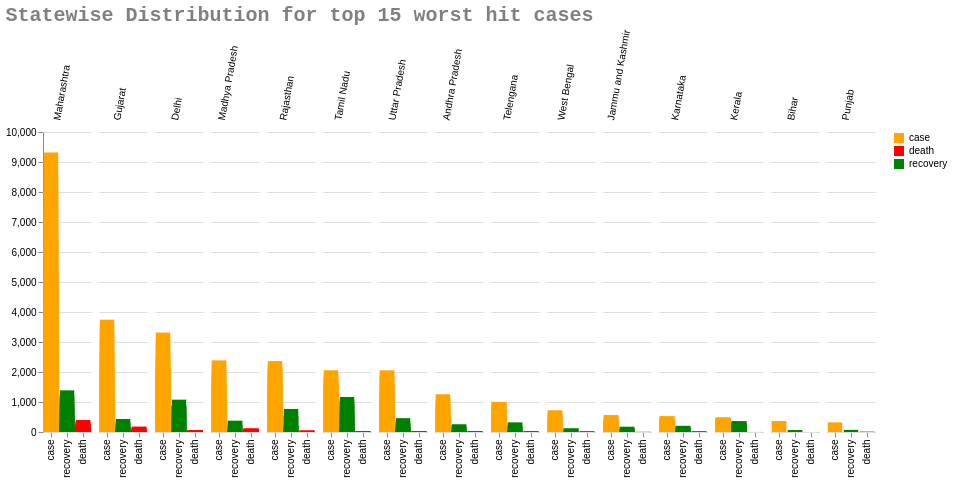 Statewise Distribution for top 15 worst hit cases
Maharashtra
Gujarat
Delhi
Madhya Pradesh
Rajasthan
Tamil Nadu
Uttar Pradesh
Andhra Pradesh
Telengana
West Bengal
Jammu and Kashmir
Karnataka
Kerala
Bihar
Punjab
10,000
9,000
8,000
7,000
6,000
5,000
4,000
3,000
2,000
1,000
0
case
recovery
death
case
recovery
death
case
recovery
death
case
recovery
death
case
recovery
death
case
recovery
death
case
recovery
death
case
recovery
death
case
recovery
death
case
recovery
death
case
recovery
death
case
recovery
death
case
recovery
death
case
recovery
death
case
recovery
death
case
death
recovery